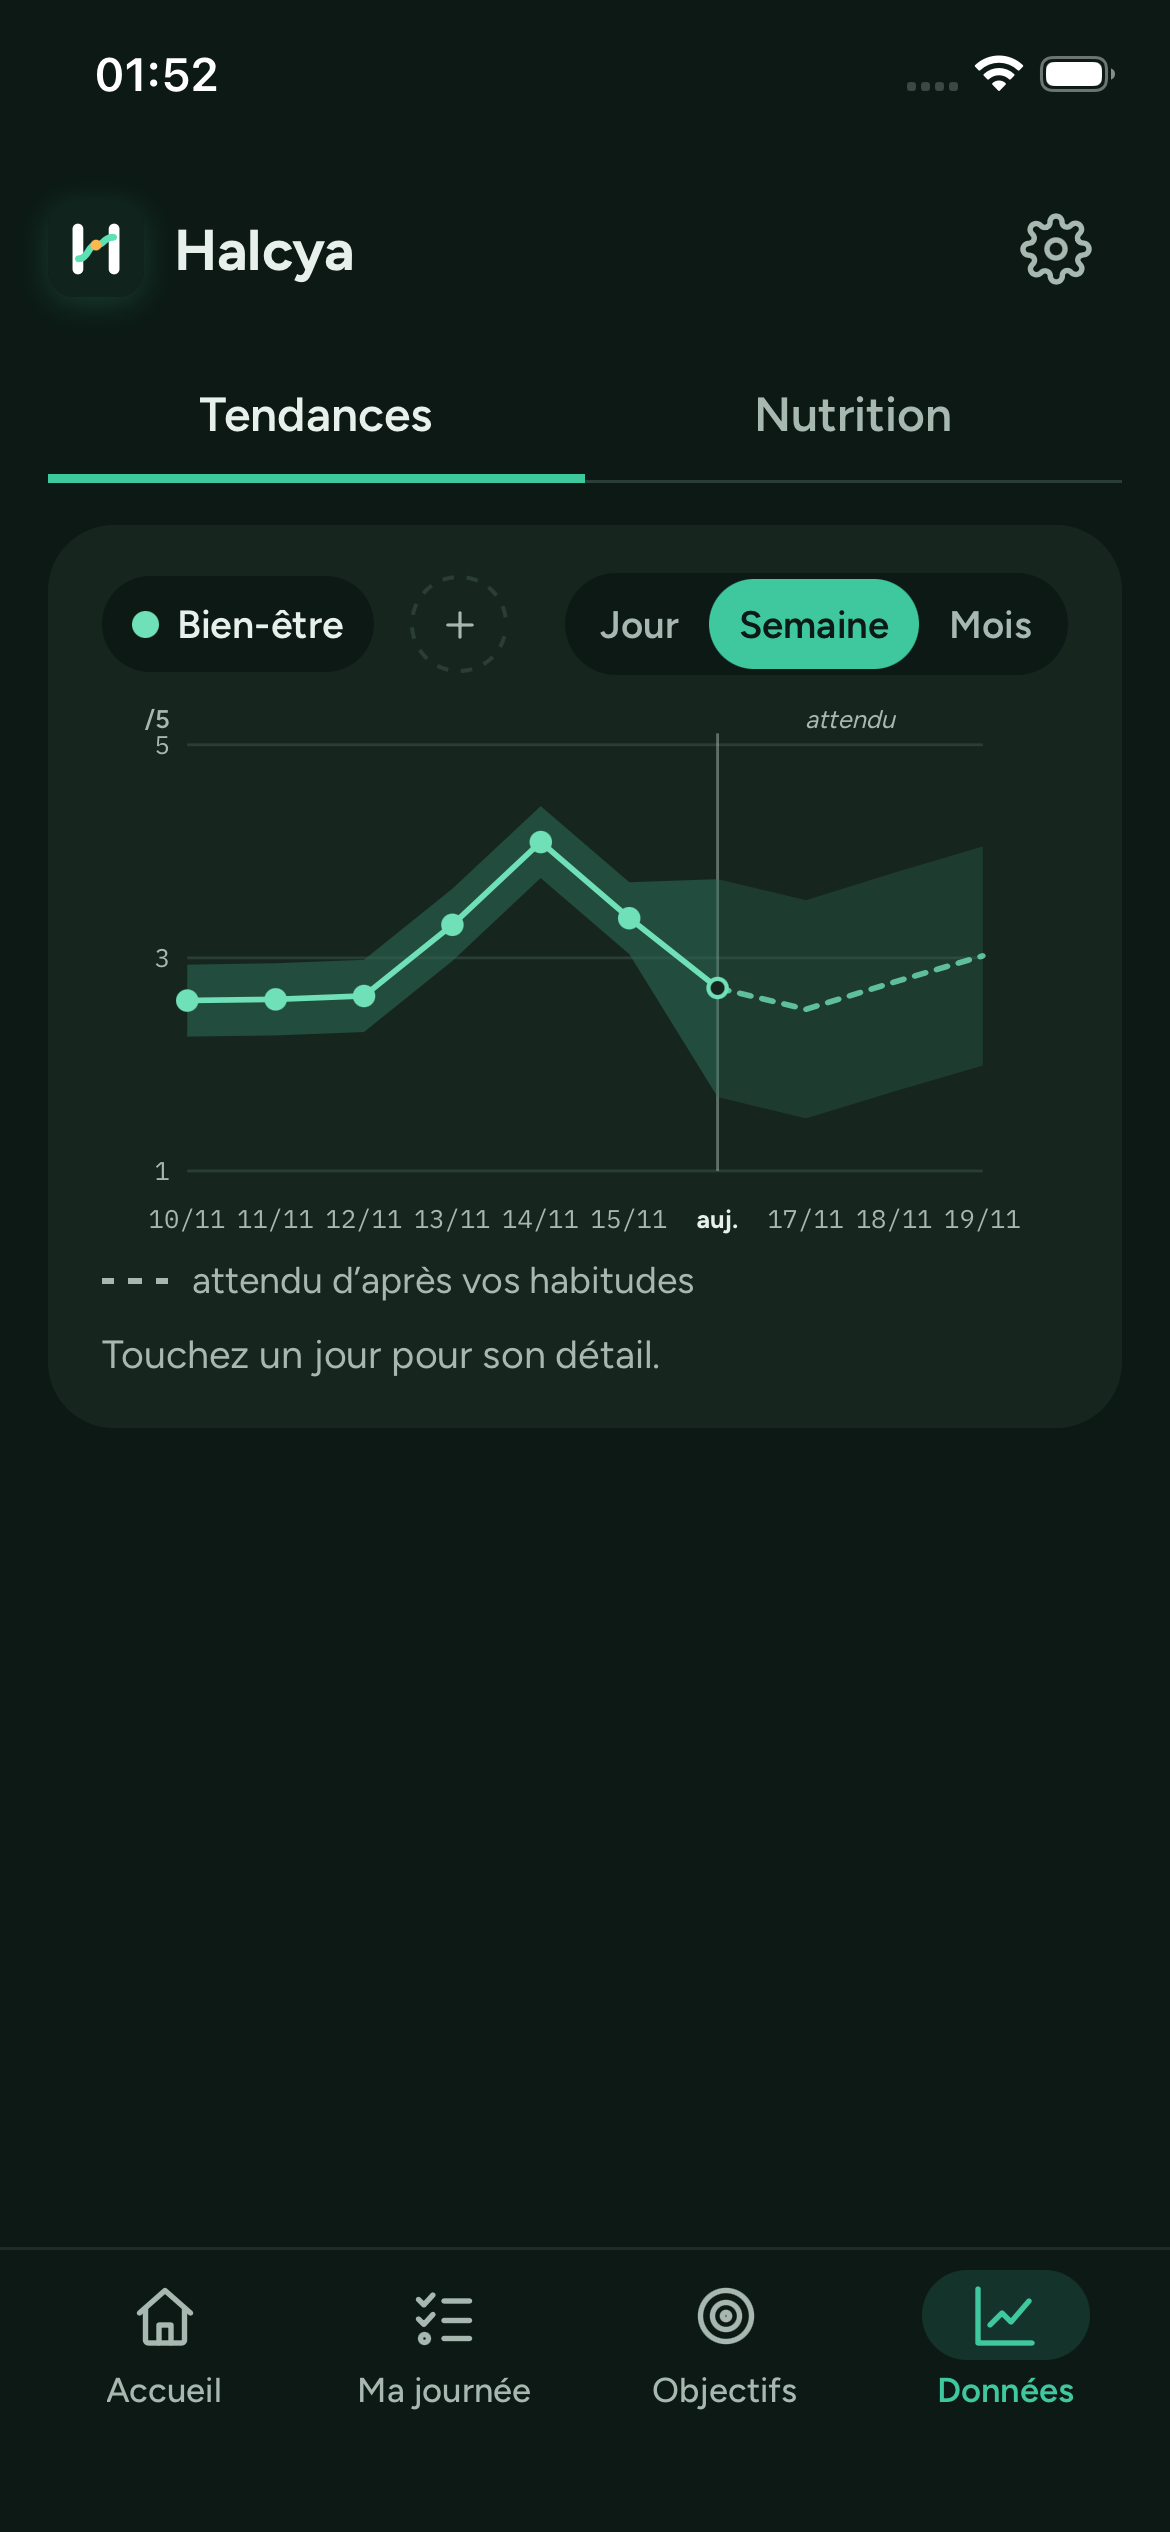 01:52
Halcya
Tendances
Nutrition
Bien-être
+
Jour
Semaine
Mois
/5
attendu
5
3
1
10/11 11/11 12/11 13/11 14/11 15/11 auj. 17/11 18/11 19/11
attendu d’après vos habitudes
Touchez un jour pour son détail.
Accueil
Ma journée
Objectifs
Données